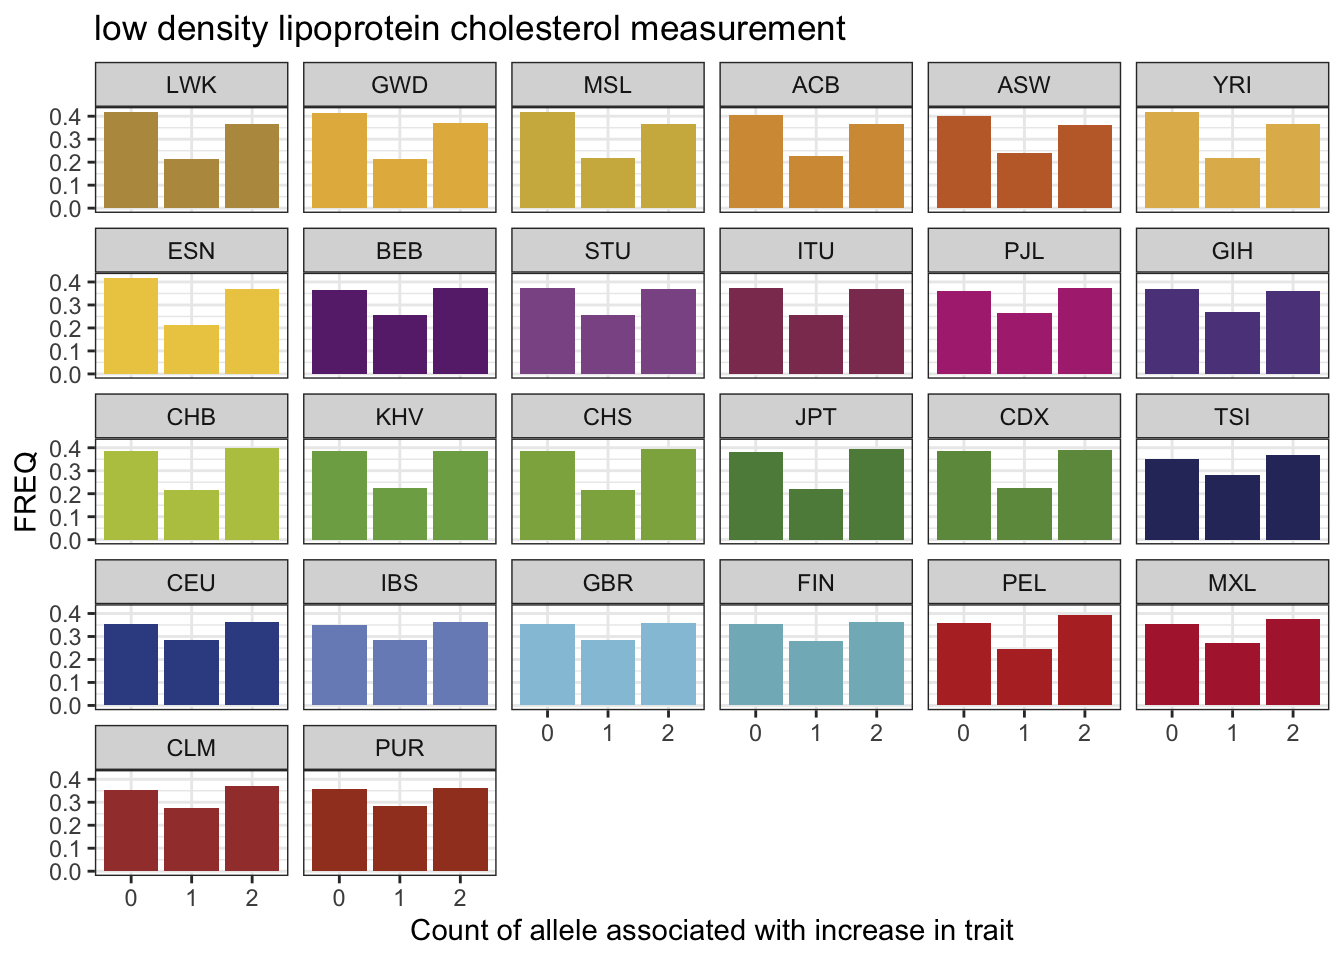 low density lipoprotein cholesterol measurement
LWK GWD MSL ACB ASW YRI
0.4
0.3
0.2
0.1
0.0
ESN BEB STU ITU PJL GIH
0.4
0.3
0.2
0.1
0.0
CHB KHV CHS JPT CDX TSI
0.4
0.3
0.2
0.1
0.0
FREQ
CEU IBS GBR FIN PEL MXL
0.4
0.3
0.2
0.1
0.0
0 1 2 0 1 2 0 1 2 0 1 2
CLM PUR
0.4
0.3
0.2
0.1
0.0
0 1 2 0 1 2
Count of allele associated with increase in trait